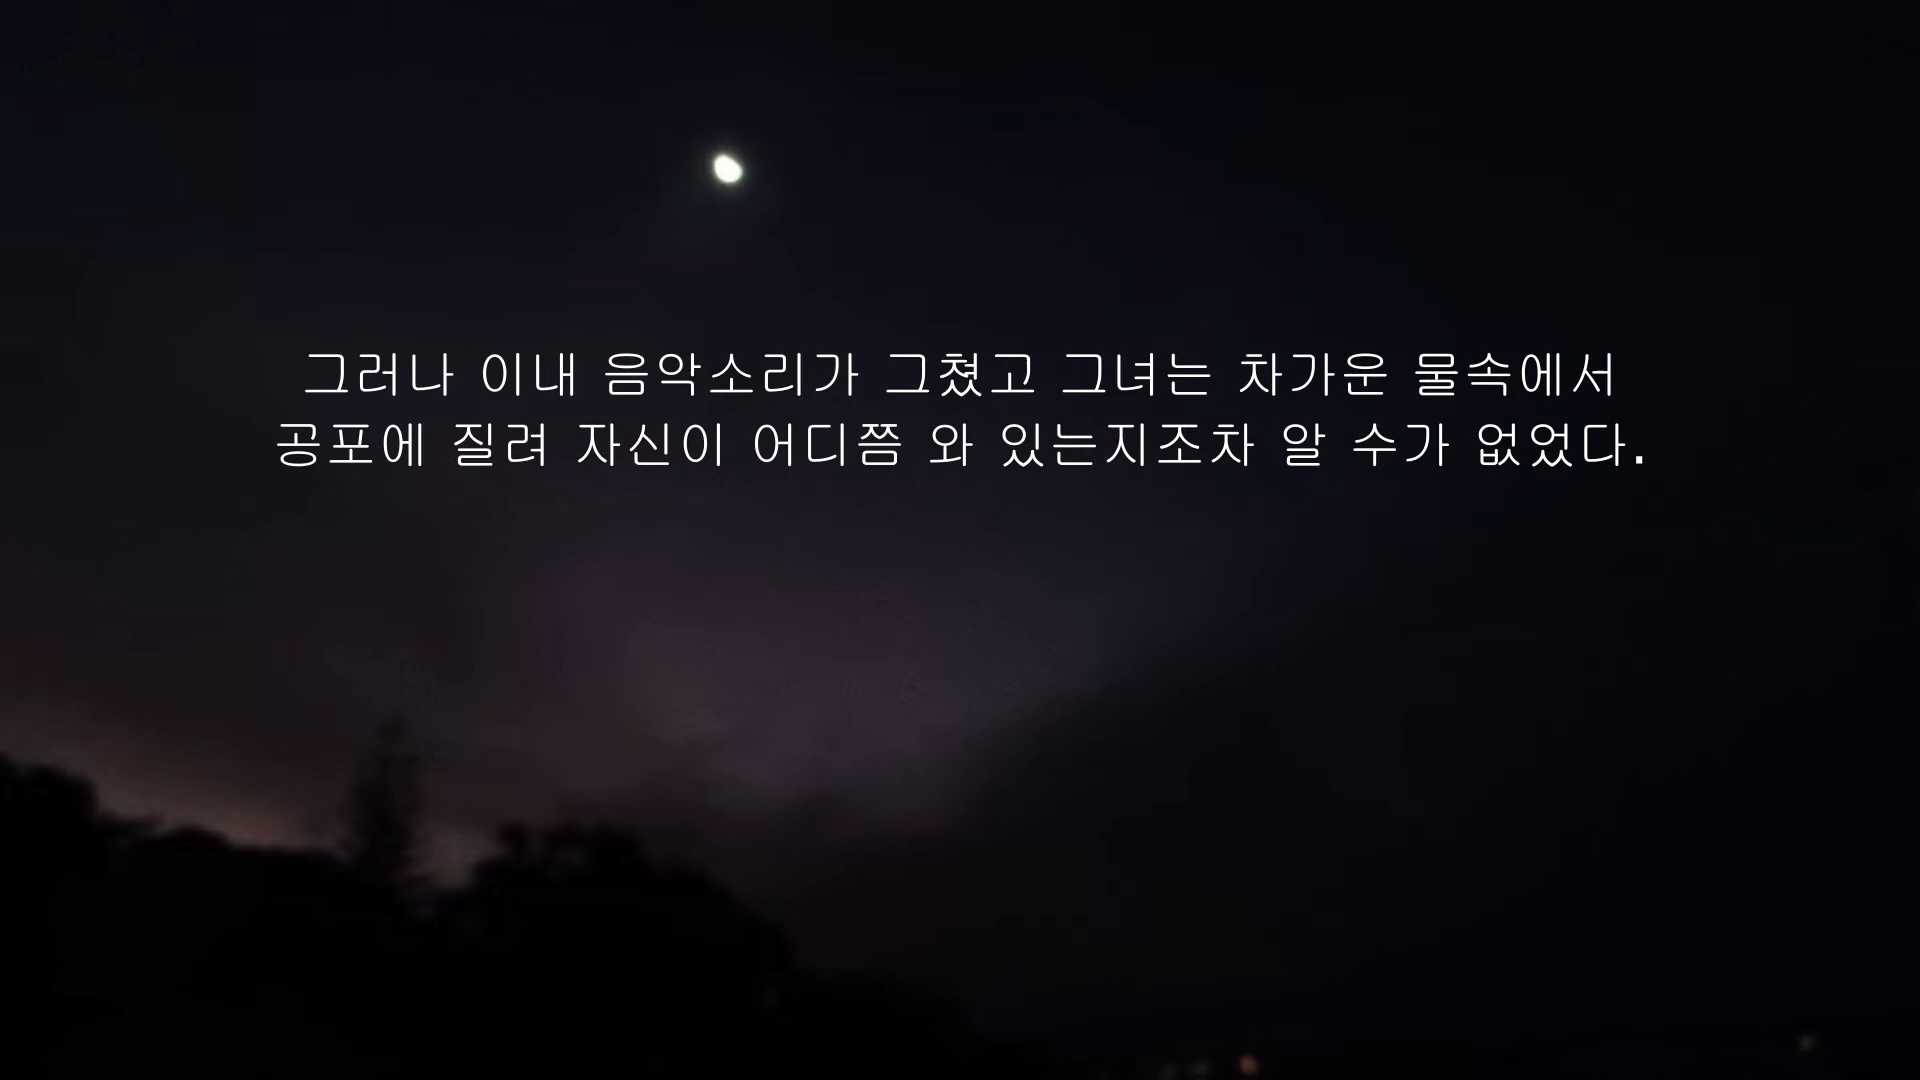 그러나 이내 음악소리가 그쳤고 그녀는 차가운 물속에서
공포에 질려 자신이 어디쯤 와 있는지조차 알 수가 없었다.